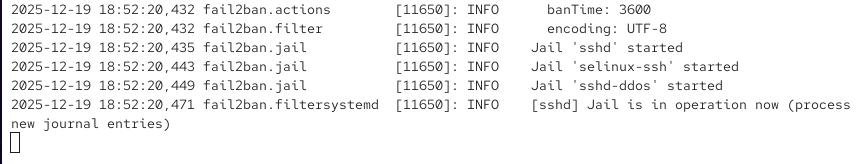 2025-12-19 18:52:20,432 fail2ban.actions        [11650]: INFO      banTime: 3600
2025-12-19 18:52:20,432 fail2ban.filter         [11650]: INFO      encoding: UTF-8
2025-12-19 18:52:20,435 fail2ban.jail           [11650]: INFO    Jail 'sshd' started
2025-12-19 18:52:20,443 fail2ban.jail           [11650]: INFO    Jail 'selinux-ssh' started
2025-12-19 18:52:20,449 fail2ban.jail           [11650]: INFO    Jail 'sshd-ddos' started
2025-12-19 18:52:20,471 fail2ban.filtersystemd  [11650]: INFO    [sshd] Jail is in operation now (process
new journal entries)